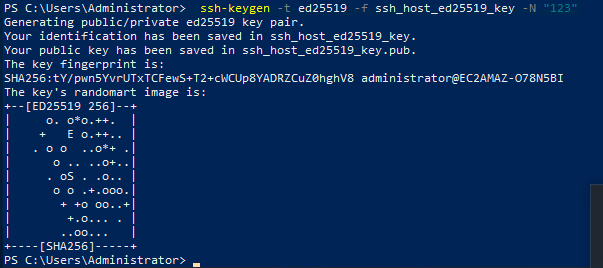 PS C:\Users\Administrator>  ssh-keygen -t ed25519 -f ssh_host_ed25519_key -N "123"
Generating public/private ed25519 key pair.
Your identification has been saved in ssh_host_ed25519_key.
Your public key has been saved in ssh_host_ed25519_key.pub.
The key fingerprint is:
SHA256:tY/pwn5YvrUTxTCFewS+T2+cWCUp8YADRZCuZ0hghV8 administrator@EC2AMAZ-O78N5BI
The key's randomart image is:
+--[ED25519 256]--+
|     o. o*o.++.  |
|    +   E o.++.. |
|   . o o  ..o*+ .|
|      o .. ..o+..|
|     . oS . .o.. |
|      o o .+.ooo.|
|       + +o oo..+|
|        +.o... . |
|       ..oo...   |
+----[SHA256]-----+
PS C:\Users\Administrator>